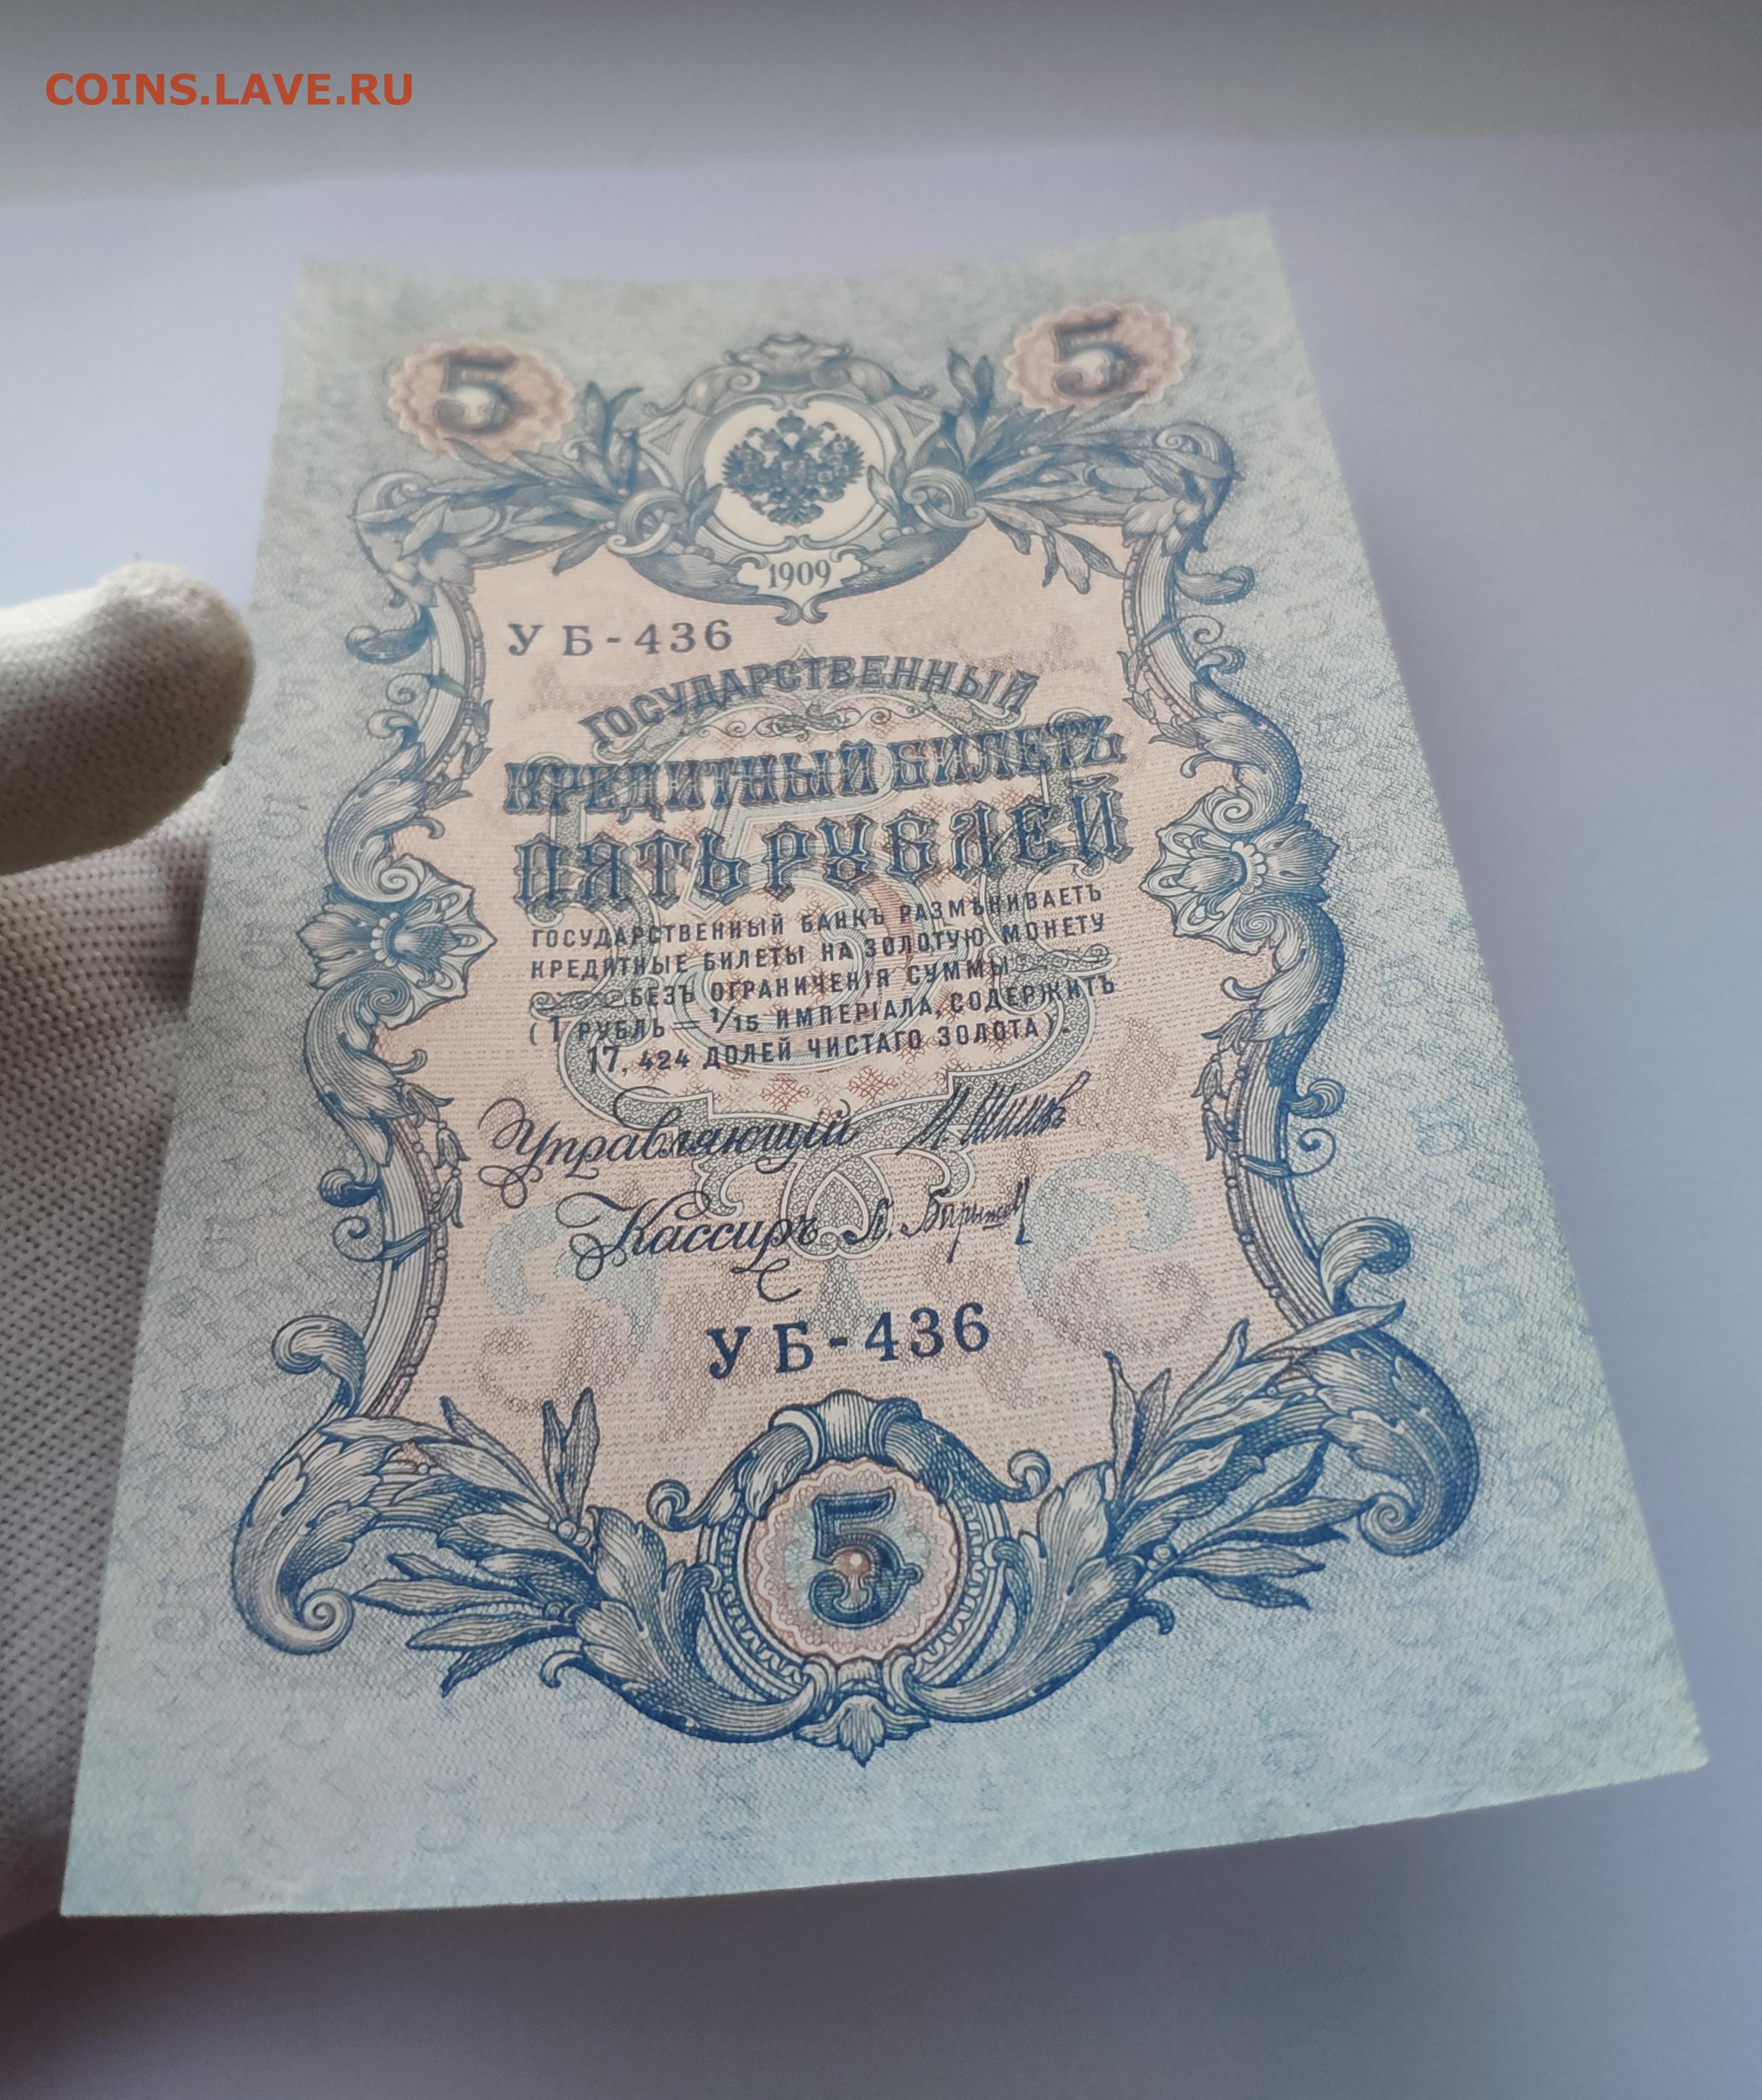 COINS.LAVE.RU
5 5
1909
УБ-436
ГОСУДАРСТВЕННЫЙ
КРЕДИТНЫЙ БИЛЕТЪ
ПЯТЬ РУБЛЕЙ
ГОСУДАРСТВЕННЫЙ БАНКЪ РАЗМѢНИВАЕТЪ
КРЕДИТНЫЕ БИЛЕТЫ НА ЗОЛОТУЮ МОНЕТУ
БЕЗЪ ОГРАНИЧЕНІЯ СУММЫ
(1 РУБЛЬ = 1/15 ИМПЕРІАЛА, СОДЕРЖИТЪ
17,424 ДОЛЕЙ ЧИСТАГО ЗОЛОТА).
Управляющій И. Шипов
Кассиръ
УБ-436
5